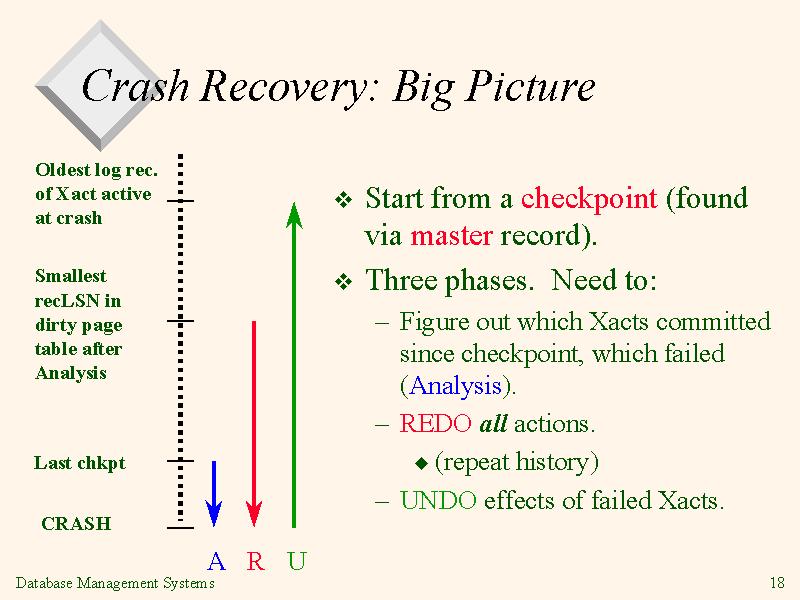 Crash Recovery: Big Picture
Oldest log rec.
of Xact active
at crash
Smallest
recLSN in
dirty page
table after
Analysis
Last chkpt
CRASH
A R U
❖ Start from a checkpoint (found
via master record).
❖ Three phases. Need to:
– Figure out which Xacts committed
since checkpoint, which failed
(Analysis).
– REDO all actions.
◆ (repeat history)
– UNDO effects of failed Xacts.
Database Management Systems
18